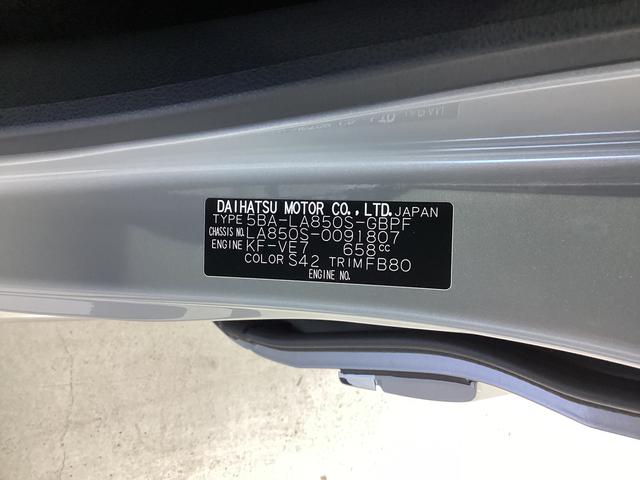 DAIHATSU MOTOR CO., LTD. JAPAN
TYPE 5BA-LA850S-GBPF
CHASSIS NO. LA850S-0091807
ENGINE KF-VE7 658cc
COLOR S42 TRIM FB80
ENGINE NO.